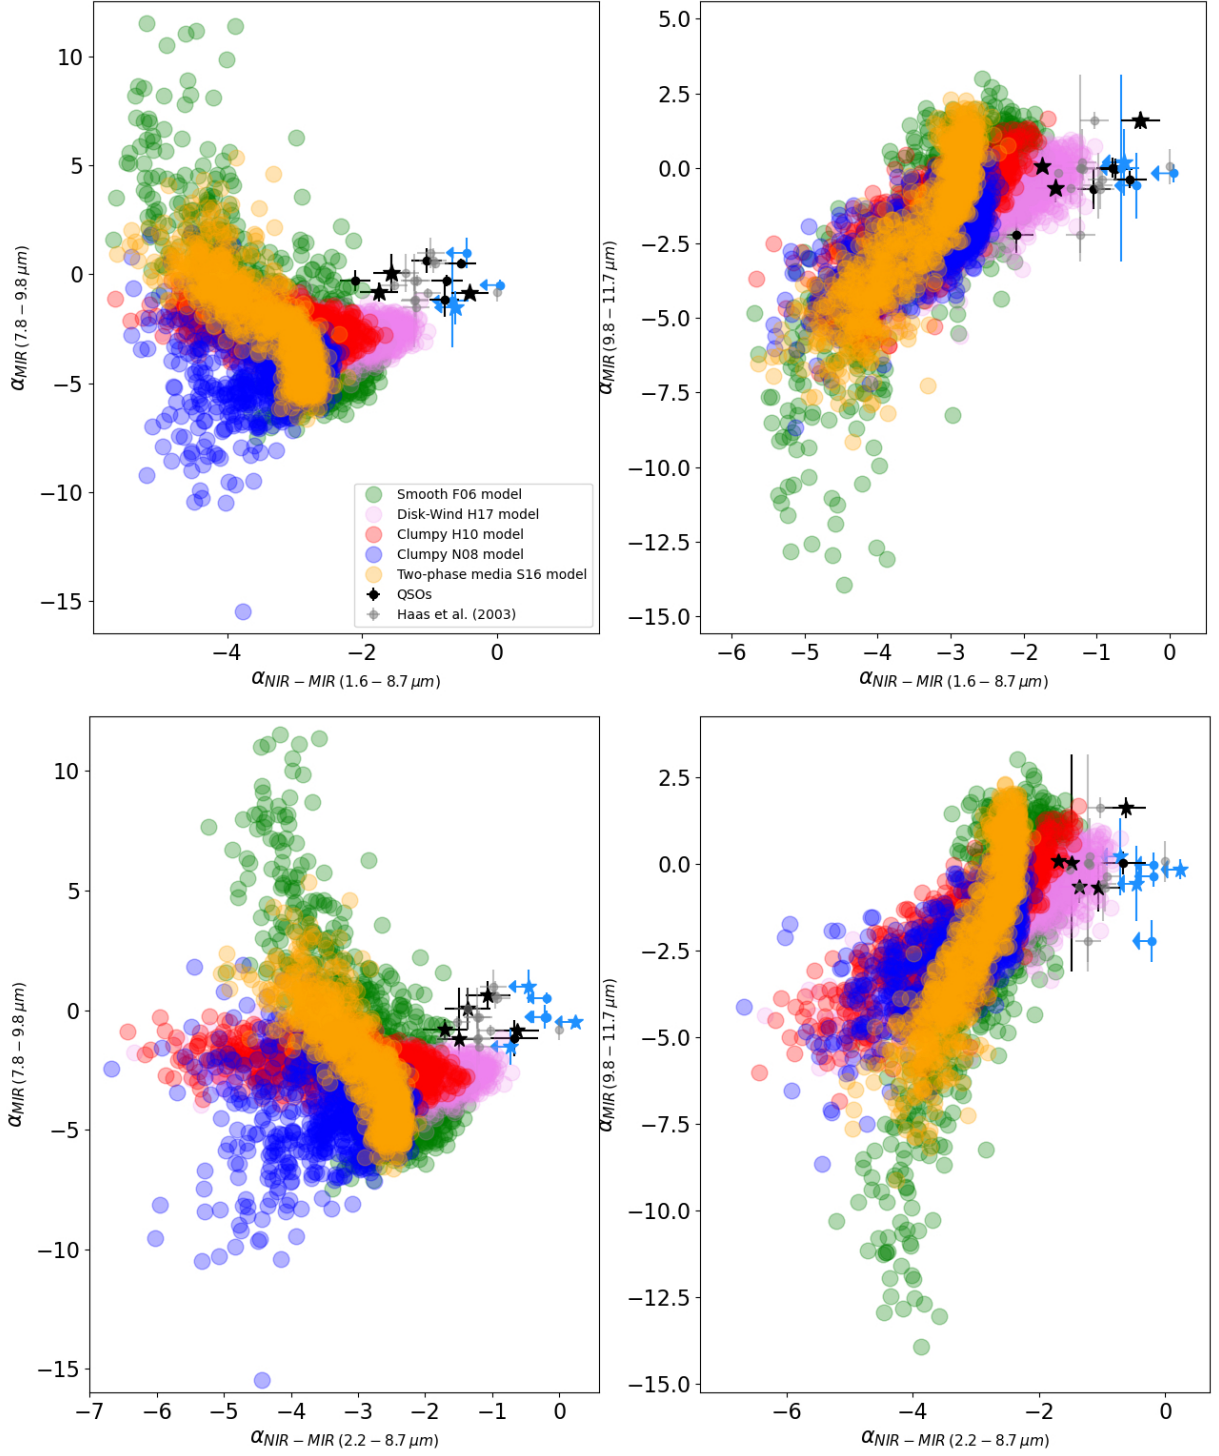 10
5
0
−5
−10
−15
α_MIR (7.8 − 9.8 μm)
Smooth F06 model
Disk-Wind H17 model
Clumpy H10 model
Clumpy N08 model
Two-phase media S16 model
QSOs
Haas et al. (2003)
−4 −2 0
α_NIR − MIR (1.6 − 8.7 μm)
5.0
2.5
0.0
−2.5
−5.0
−7.5
−10.0
−12.5
−15.0
α_MIR (9.8 − 11.7 μm)
−6 −5 −4 −3 −2 −1 0
α_NIR − MIR (1.6 − 8.7 μm)
10
5
0
−5
−10
−15
α_MIR (7.8 − 9.8 μm)
−7 −6 −5 −4 −3 −2 −1 0
α_NIR − MIR (2.2 − 8.7 μm)
2.5
0.0
−2.5
−5.0
−7.5
−10.0
−12.5
−15.0
α_MIR (9.8 − 11.7 μm)
−6 −4 −2 0
α_NIR − MIR (2.2 − 8.7 μm)